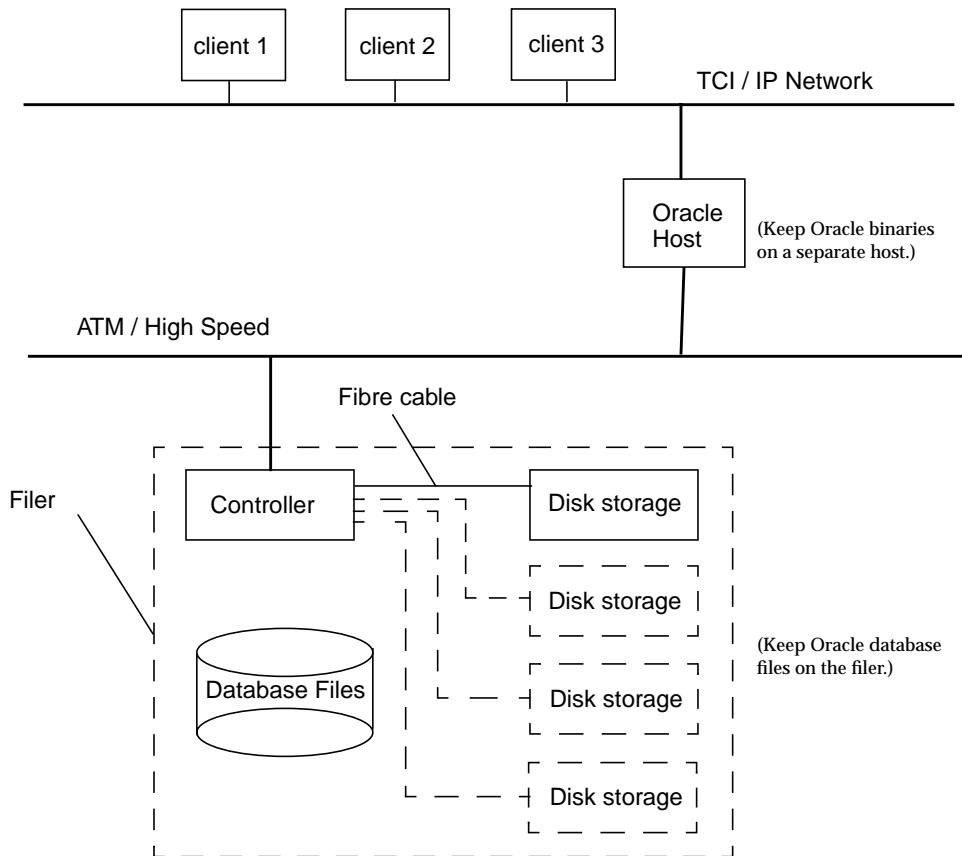 client 1
client 2
client 3
TCI / IP Network
Oracle
Host
(Keep Oracle binaries
on a separate host.)
ATM / High Speed
Fibre cable
Filer
Controller
Disk storage
Disk storage
(Keep Oracle database
files on the filer.)
Database Files
Disk storage
Disk storage